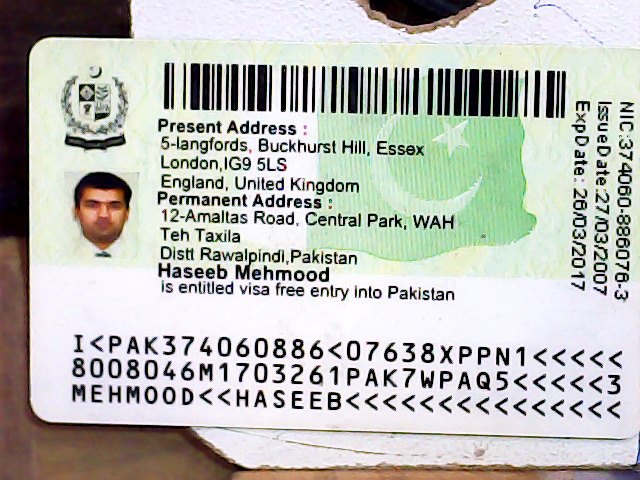 Present Address :
5-langfords, Buckhurst Hill, Essex
London,IG9 5LS
England, United Kingdom
Permanent Address :
12-Amaltas Road, Central Park, WAH
Teh Taxila
Distt Rawalpindi,Pakistan
Haseeb Mehmood
is entitled visa free entry into Pakistan
NIC:374060-886076-3
IssueDate:27/03/2007
ExpDate: 26/03/2017
I<PAK374060886<07638XPPN1<<<<<
8008046M1703261PAK7WPAQ5<<<<<3
MEHMOOD<<HASEEB<<<<<<<<<<<<<<<